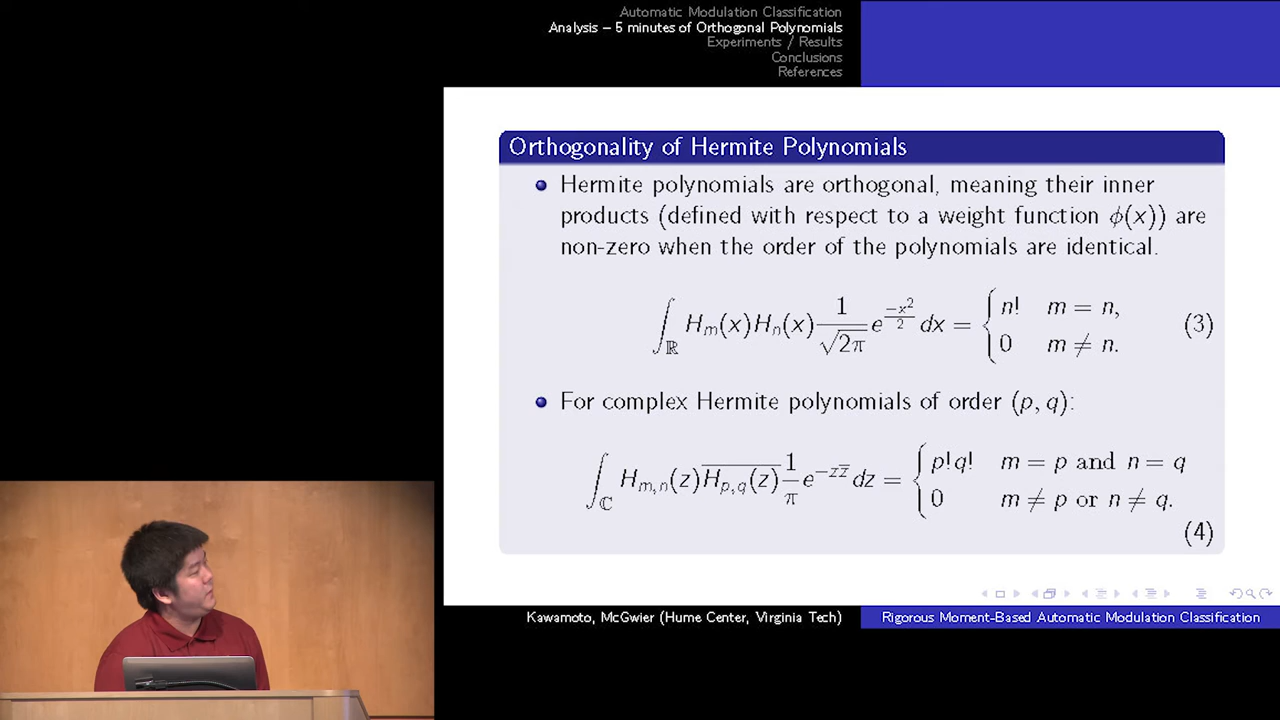 Automatic Modulation Classification
Analysis – 5 minutes of Orthogonal Polynomials
Experiments / Results
Conclusions
References
Orthogonality of Hermite Polynomials
Hermite polynomials are orthogonal, meaning their inner
products (defined with respect to a weight function ϕ(x)) are
non-zero when the order of the polynomials are identical.
∫_ℝ H_m(x)H_n(x) 1/√(2π) e^{(-x^2)/2} dx = { n! m = n, 0 m ≠ n. (3)
For complex Hermite polynomials of order (p, q):
∫_ℂ H_{m,n}(z) \overline{H_{p,q}(z)} 1/π e^{-z\overline{z}} dz = { p!q! m = p and n = q 0 m ≠ p or n ≠ q.
(4)
Kawamoto, McGwier (Hume Center, Virginia Tech)
Rigorous Moment-Based Automatic Modulation Classification